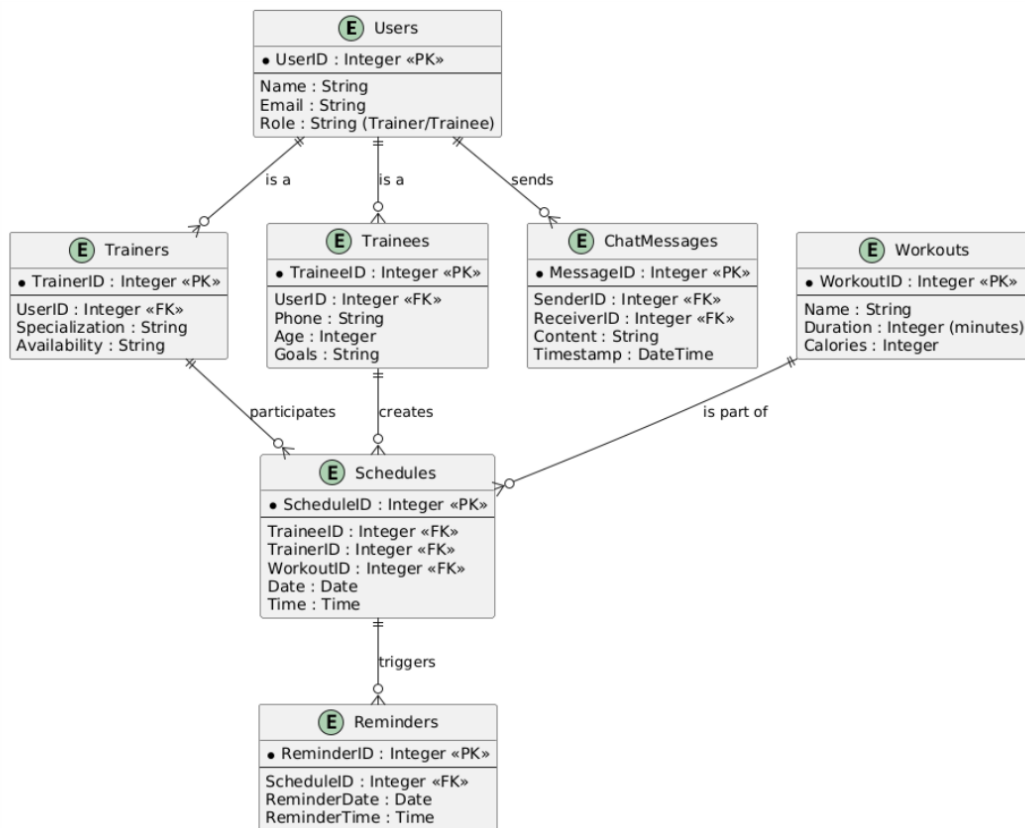 E Users
• UserID : Integer «PK»
Name : String
Email : String
Role : String (Trainer/Trainee)
is a
is a
sends
E Trainers
• TrainerID : Integer «PK»
UserID : Integer «FK»
Specialization : String
Availability : String
E Trainees
• TraineeID : Integer «PK»
UserID : Integer «FK»
Phone : String
Age : Integer
Goals : String
E ChatMessages
• MessageID : Integer «PK»
SenderID : Integer «FK»
ReceiverID : Integer «FK»
Content : String
Timestamp : DateTime
E Workouts
• WorkoutID : Integer «PK»
Name : String
Duration : Integer (minutes)
Calories : Integer
participates
creates
is part of
E Schedules
• ScheduleID : Integer «PK»
TraineeID : Integer «FK»
TrainerID : Integer «FK»
WorkoutID : Integer «FK»
Date : Date
Time : Time
triggers
E Reminders
• ReminderID : Integer «PK»
ScheduleID : Integer «FK»
ReminderDate : Date
ReminderTime : Time